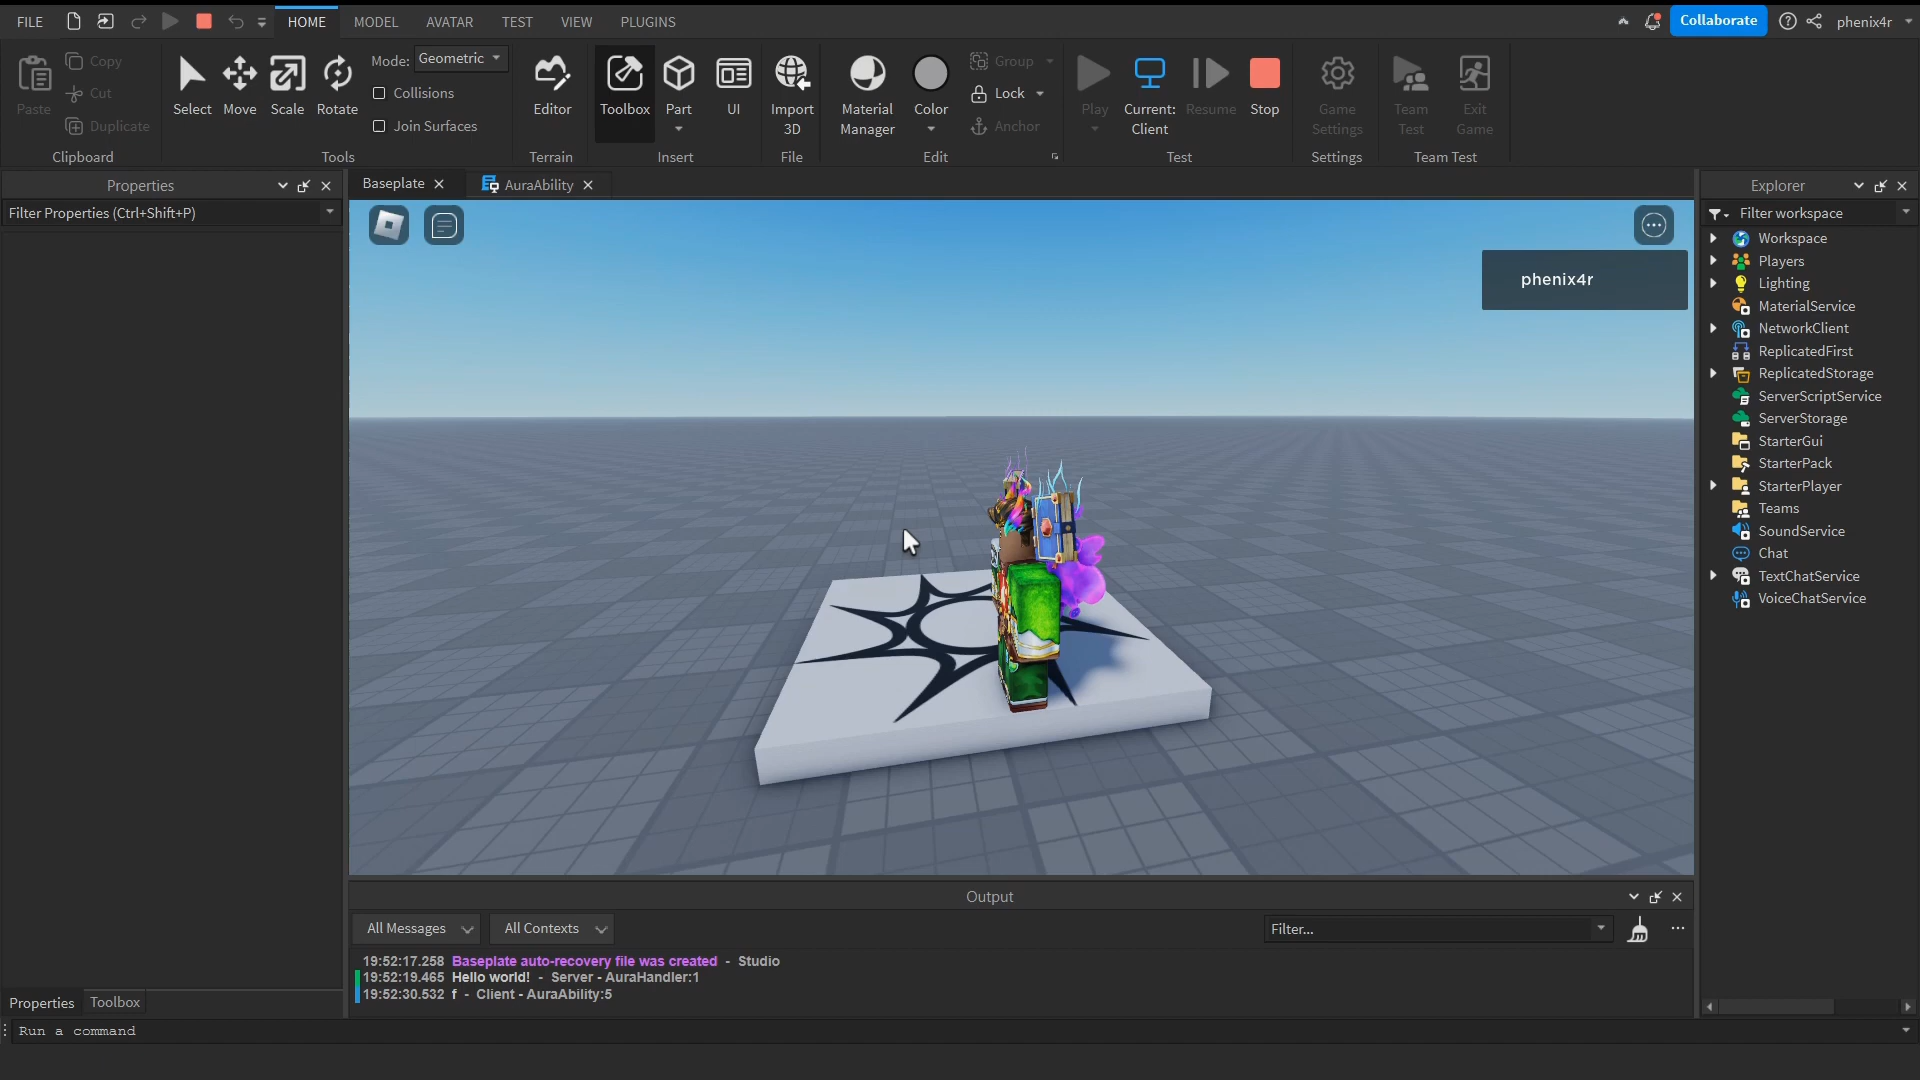 FILE HOME MODEL AVATAR TEST VIEW PLUGINS Collaborate phenix4r
Paste Copy Cut Duplicate
Clipboard
Select Move Scale Rotate
Mode: Geometric
Collisions
Join Surfaces
Tools
Editor
Terrain
Toolbox Part UI
Insert
Import 3D
File
Material Manager Color
Group
Lock
Anchor
Edit
Play Current: Client Resume Stop
Test
Game Settings
Settings
Team Test Exit Game
Team Test
Properties
Filter Properties (Ctrl+Shift+P)
Baseplate AuraAbility
phenix4r
Explorer
Filter workspace
Workspace
Players
Lighting
MaterialService
NetworkClient
ReplicatedFirst
ReplicatedStorage
ServerScriptService
ServerStorage
StarterGui
StarterPack
StarterPlayer
Teams
SoundService
Chat
TextChatService
VoiceChatService
Output
All Messages All Contexts Filter...
19:52:17.258 Baseplate auto-recovery file was created - Studio
19:52:19.465 Hello world! - Server - AuraHandler:1
19:52:30.532 f - Client - AuraAbility:5
Properties Toolbox
Run a command